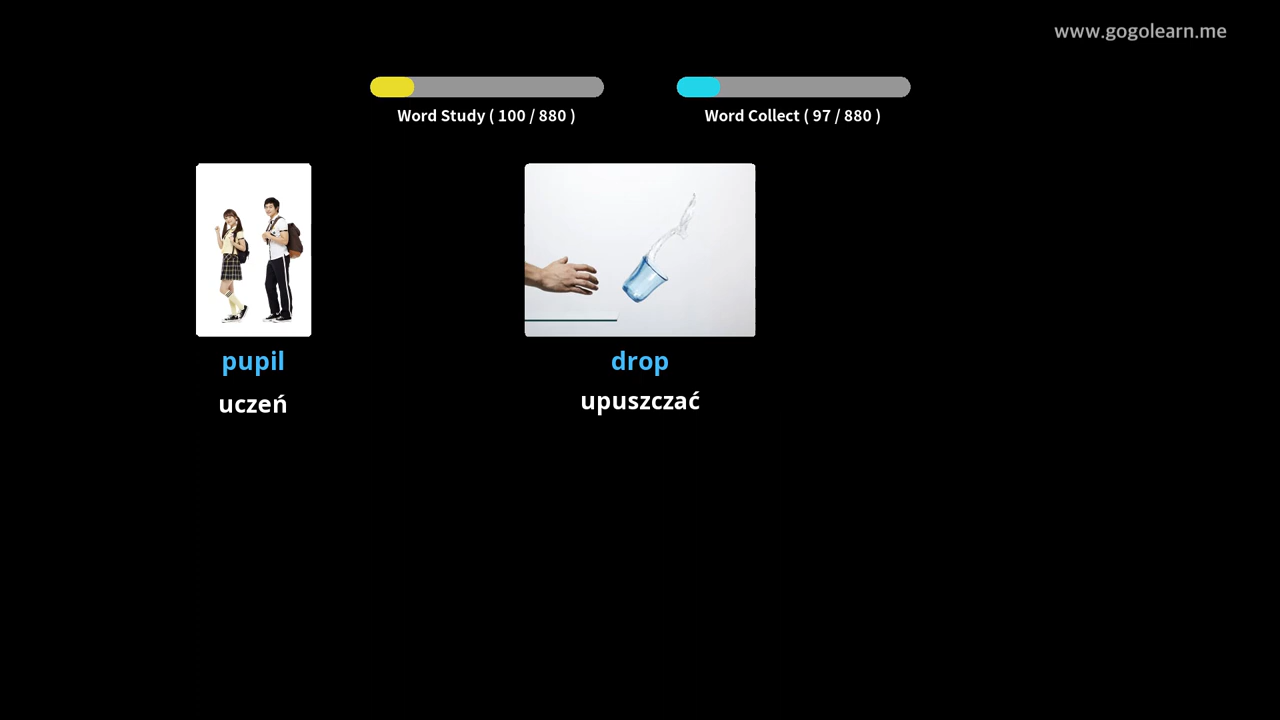 www.gogolearn.me
Word Study ( 100 / 880 )
Word Collect ( 97 / 880 )
pupil
uczeń
drop
upuszczać